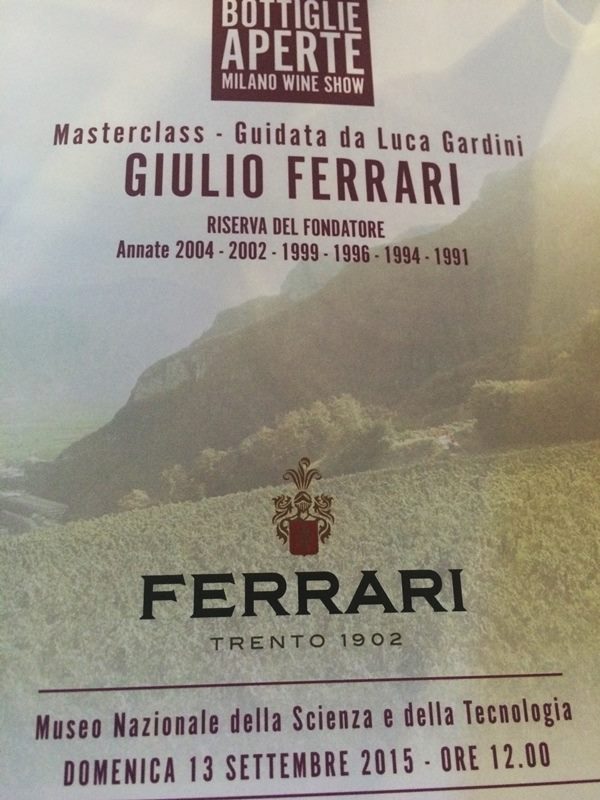 BOTTIGLIE
APERTE
MILANO WINE SHOW
Masterclass - Guidata da Luca Gardini
GIULIO FERRARI
RISERVA DEL FONDATORE
Annate 2004 - 2002 - 1999 - 1996 - 1994 - 1991
FERRARI
TRENTO 1902
Museo Nazionale della Scienza e della Tecnologia
DOMENICA 13 SETTEMBRE 2015 - ORE 12.00